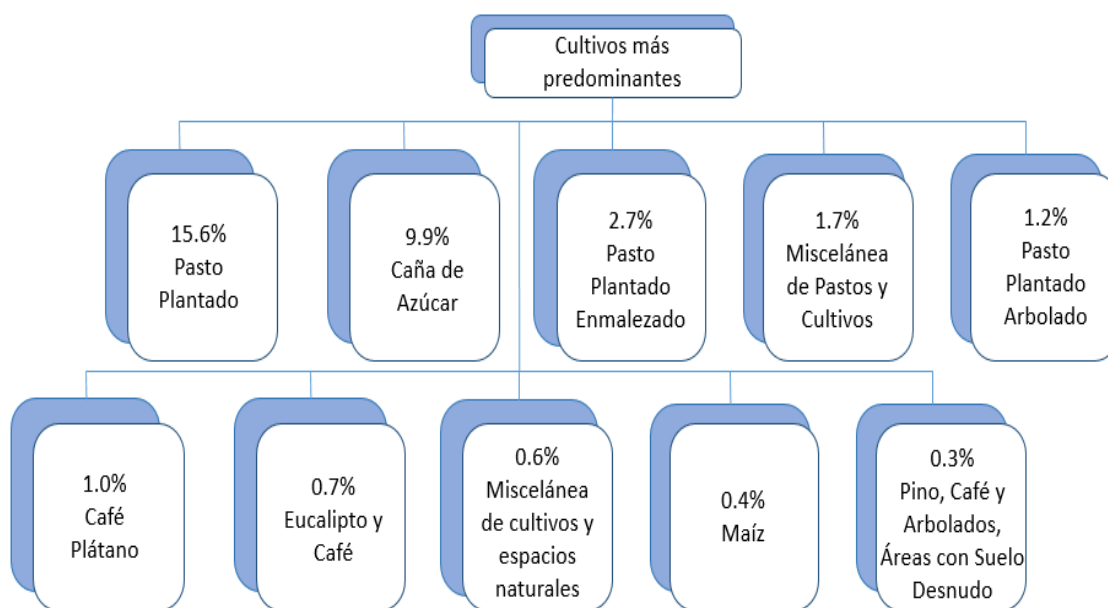 Cultivos más
predominantes
15.6%
Pasto
Plantado
9.9%
Caña de
Azúcar
2.7%
Pasto
Plantado
Enmalezado
1.7%
Miscelánea
de Pastos y
Cultivos
1.2%
Pasto
Plantado
Arbolado
1.0%
Café
Plátano
0.7%
Eucalipto y
Café
0.6%
Miscelánea
de cultivos y
espacios
naturales
0.4%
Maíz
0.3%
Pino, Café y
Arbolados,
Áreas con Suelo
Desnudo